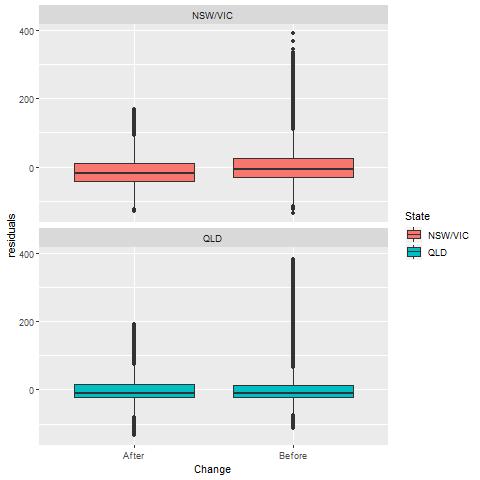 NSW/VIC
400
200
0
QLD
400
200
0
residuals
After
Before
Change
State
NSW/VIC
QLD